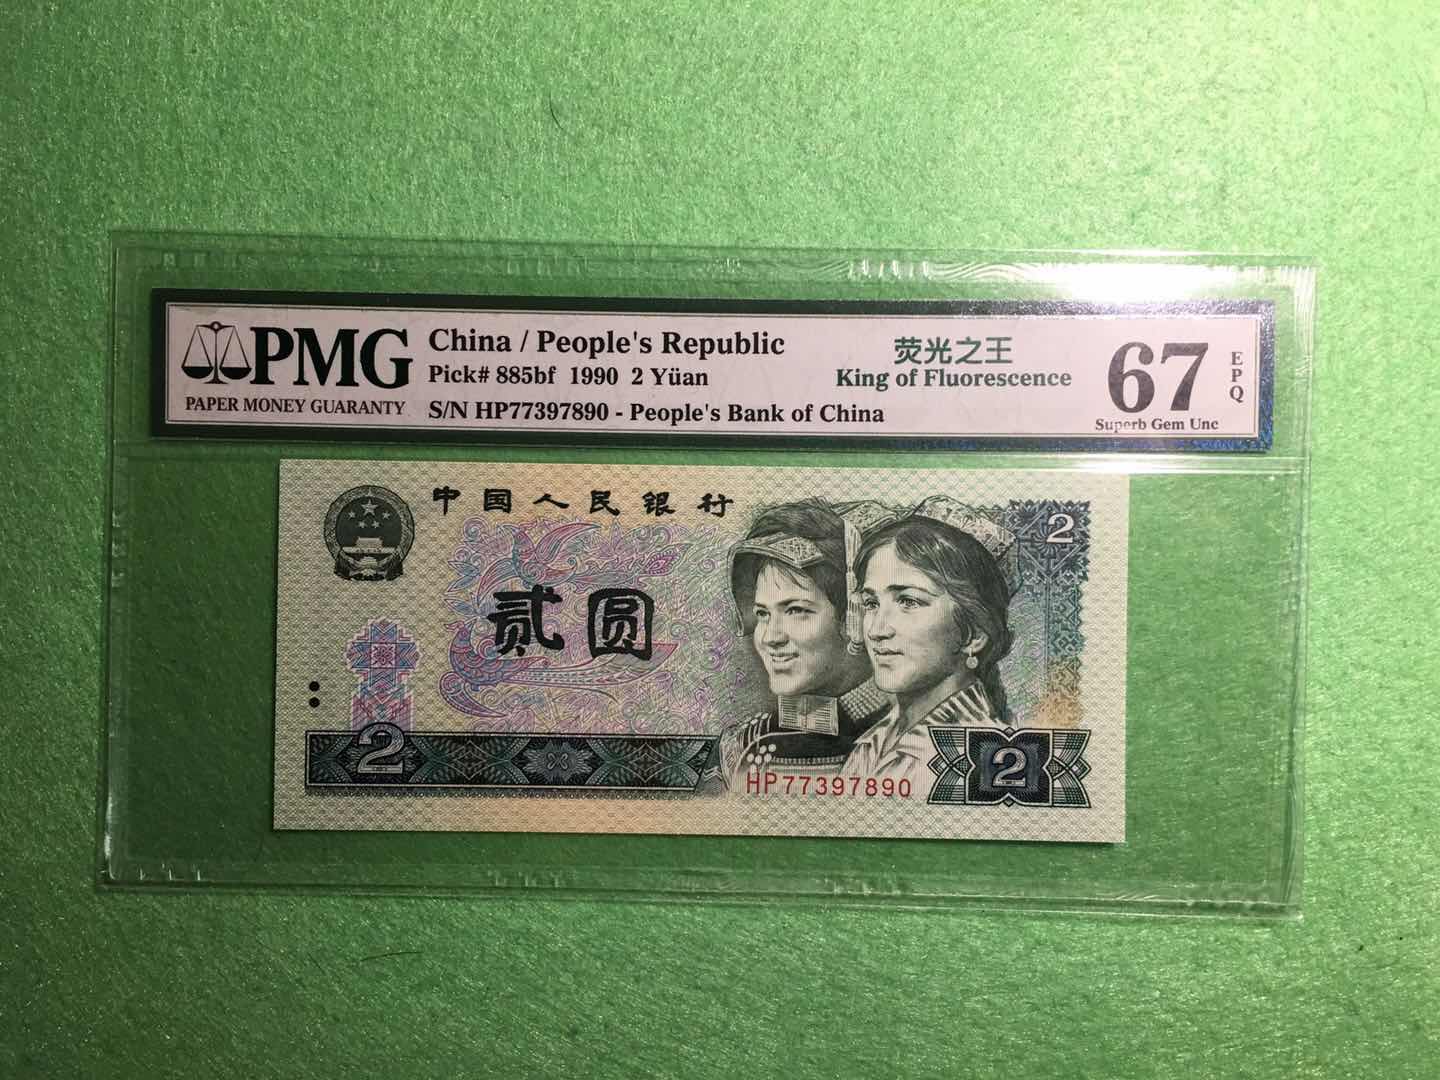 PMG
PAPER MONEY GUARANTY
China / People's Republic
Pick# 885bf 1990 2 Yüan
S/N HP77397890 - People's Bank of China
荧光之王
King of Fluorescence
67
EPQ
Superb Gem Unc
中国人民银行
2
贰圆
2
HP77397890
2